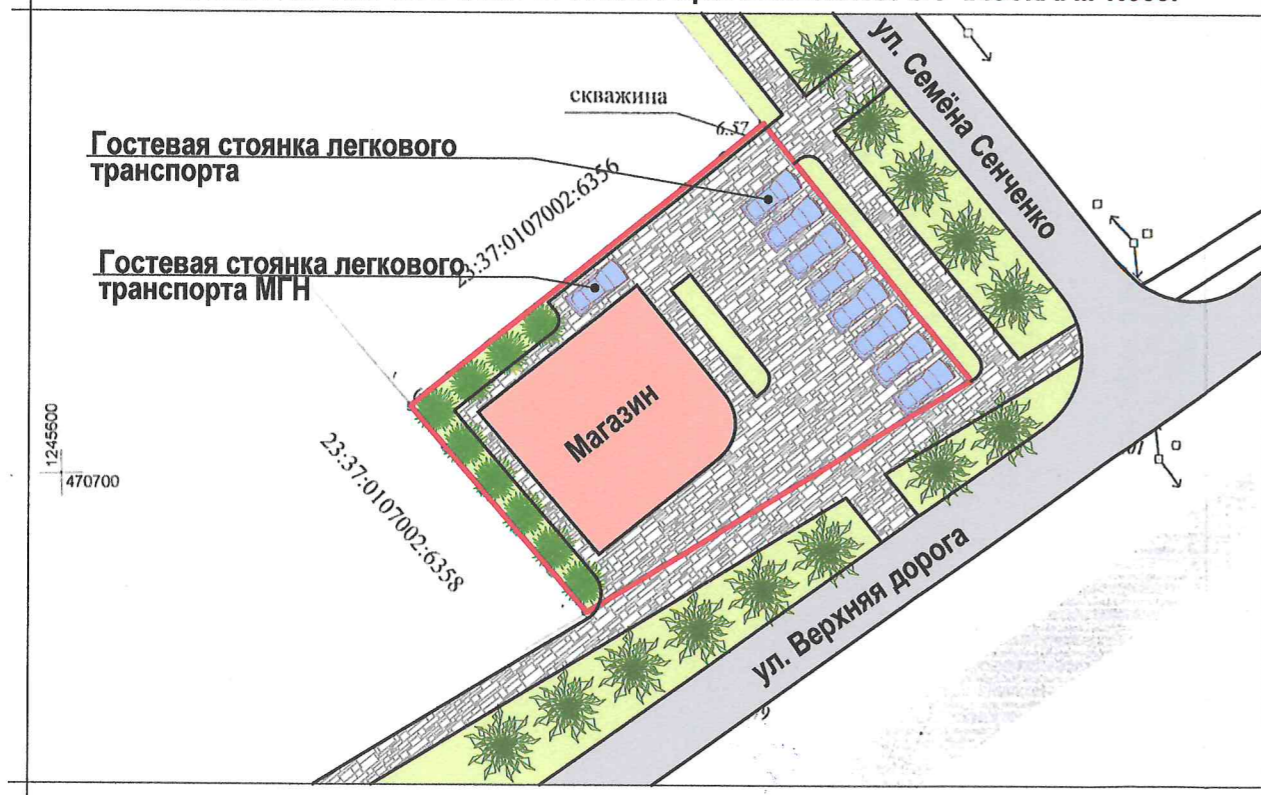 ул. Семёна Сенченко
скважина
6.57
Гостевая стоянка легкового
транспорта
23:37:0107002:6356
Гостевая стоянка легкового
транспорта МГН
Магазин
1245600
470700
23:37:0107002:6358
ул. Верхняя дорога